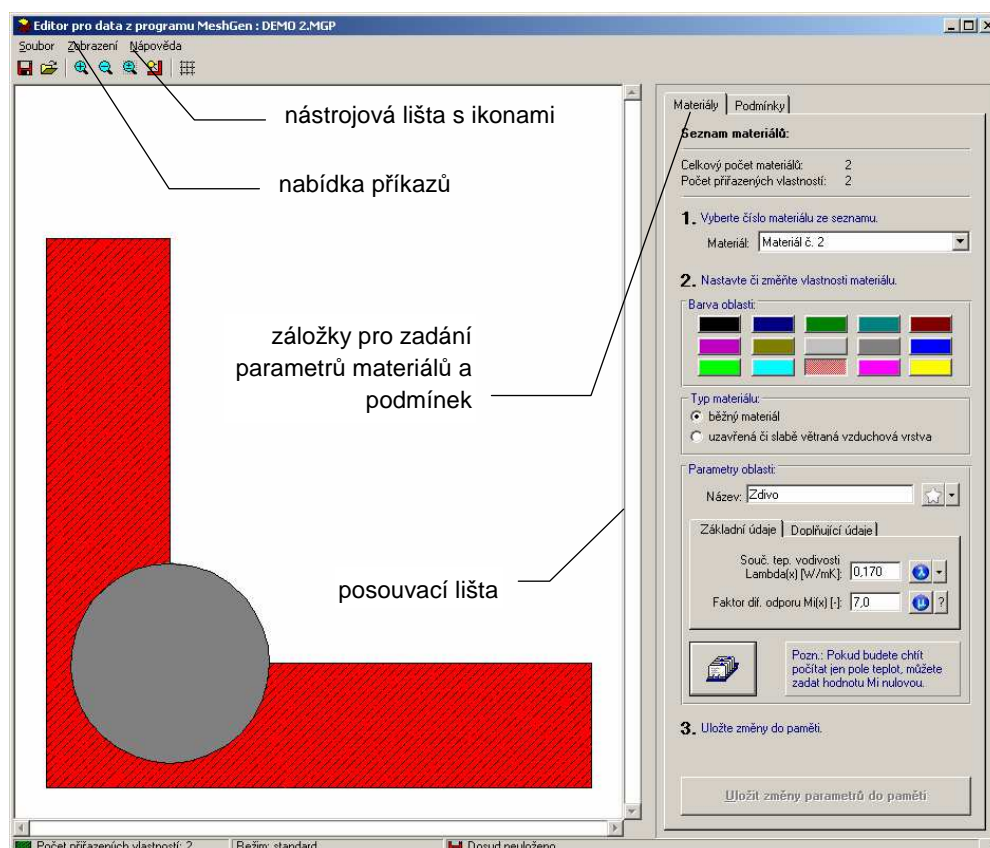 Editor pro data z programu MeshGen : DEMO 2.MGP
Soubor Zobrazení Nápověda
nástrojová lišta s ikonami
nabídka příkazů
záložky pro zadání
parametrů materiálů a
podmínek
posouvací lišta
Materiály Podmínky
Seznam materiálů:
Celkový počet materiálů: 2
Počet přiřazených vlastností: 2
1. Vyberte číslo materiálu ze seznamu.
Materiál: Materiál č. 2
2. Nastavte či změňte vlastnosti materiálu.
Barva oblasti:
Typ materiálu:
běžný materiál
uzavřená či slabě větraná vzduchová vrstva
Parametry oblasti:
Název: Zdivo
Základní údaje Doplňující údaje
Souč. tep. vodivosti
Lambda(x) [W/mK]: 0,170 λ
Faktor dif. odporu Mi(x) [-]: 7,0 μ ?
Pozn.: Pokud budete chtít
počítat jen pole teplot, můžete
zadat hodnotu Mi nulovou.
3. Uložte změny do paměti.
Uložit změny parametrů do paměti
Počet přiřazených vlastností: 2 Režim: standard Dosud neuloženo